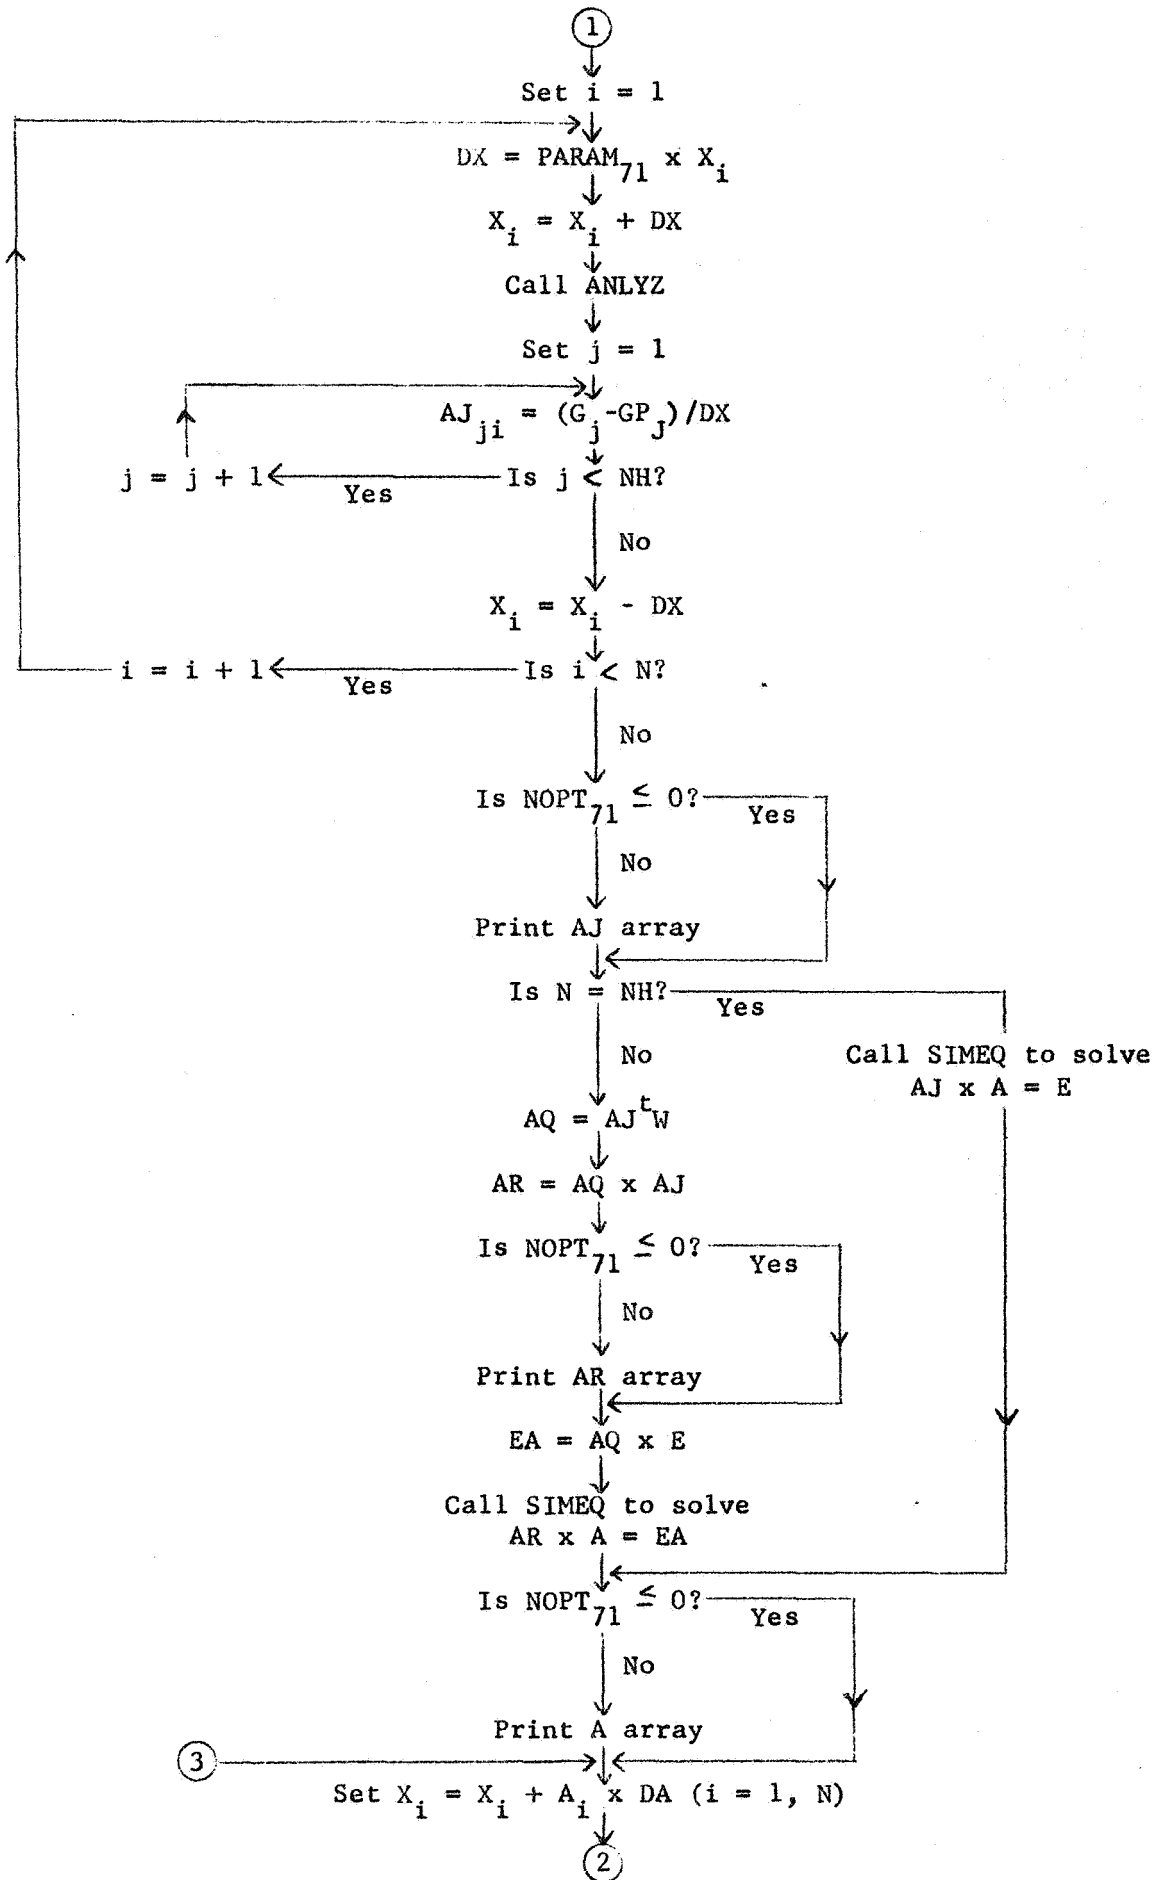 1
Set i = 1
DX = PARAM71 x Xi
Xi = Xi + DX
Call ANLYZ
Set j = 1
AJji = (Gj-GPJ)/DX
j = j + 1 Yes Is j < NH?
No
Xi = Xi - DX
i = i + 1 Yes Is i < N?
No
Is NOPT71 ≤ 0? Yes
No
Print AJ array
Is N = NH? Yes
No
Call SIMEQ to solve
AJ x A = E
AQ = AJ^tW
AR = AQ x AJ
Is NOPT71 ≤ 0? Yes
No
Print AR array
EA = AQ x E
Call SIMEQ to solve
AR x A = EA
Is NOPT71 ≤ 0? Yes
No
Print A array
3
Set Xi = Xi + Ai x DA (i = 1, N)
2